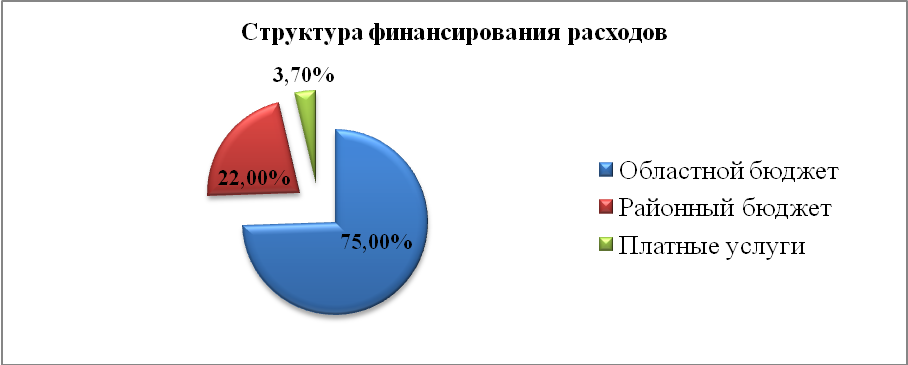 Структура финансирования расходов
3,70%
22,00%
75,00%
Областной бюджет
Районный бюджет
Платные услуги